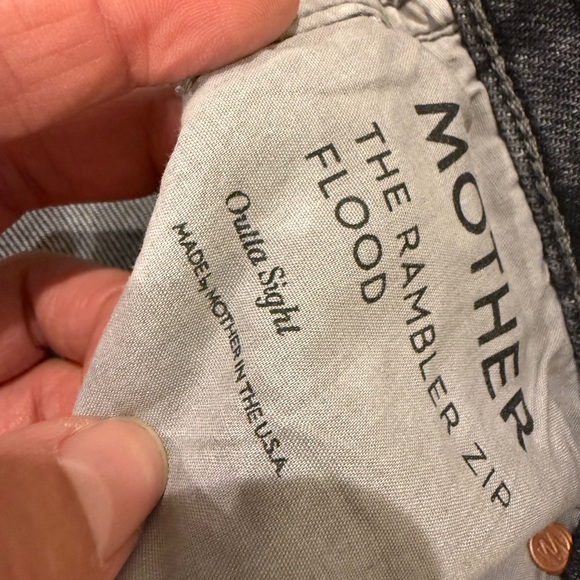 MOTHER
THE RAMBLER ZIP
FLOOD
Outta Sight
MADE by MOTHER IN THE U.S.A.